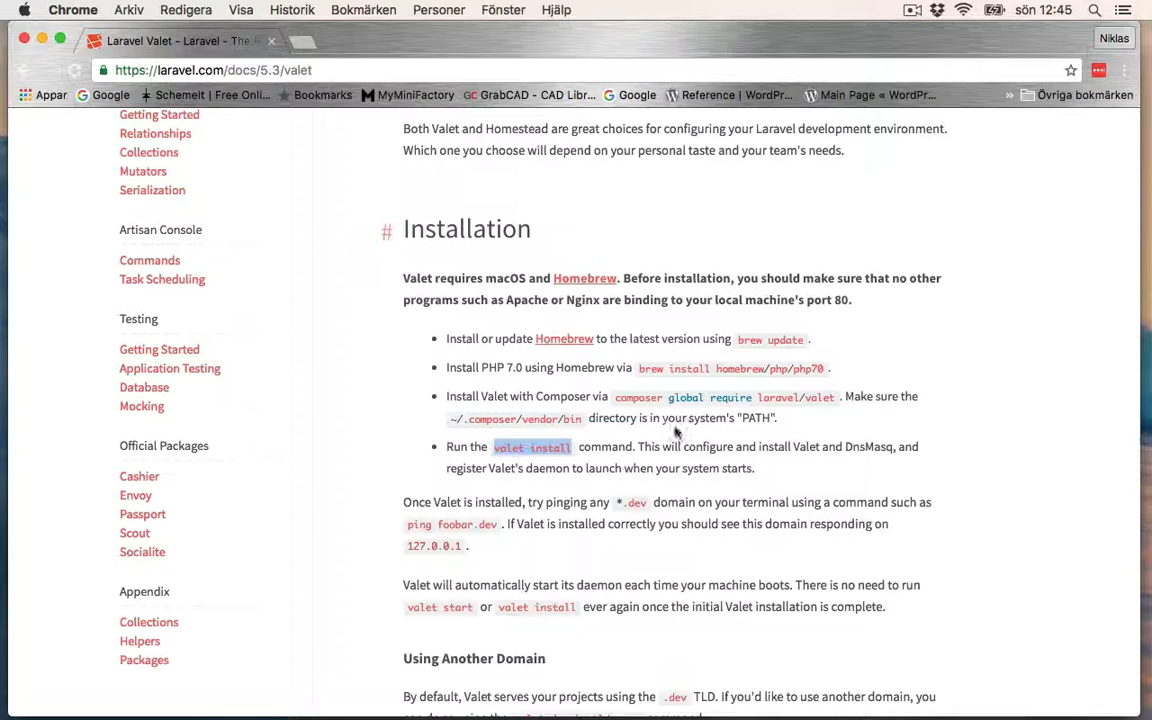 Chrome Arkiv Redigera Visa Historik Bokmärken Personer Fönster Hjälp sön 12:45
Laravel Valet - Laravel - The
Niklas
https://laravel.com/docs/5.3/valet
Appar Google Schemeit | Free Onli... Bookmarks MyMiniFactory GrabCAD - CAD Libr... Google Reference | WordPr... Main Page « WordPr... » Övriga bokmärken
Getting Started
Relationships
Collections
Mutators
Serialization
Artisan Console
Commands
Task Scheduling
Testing
Getting Started
Application Testing
Database
Mocking
Official Packages
Cashier
Envoy
Passport
Scout
Socialite
Appendix
Collections
Helpers
Packages
Both Valet and Homestead are great choices for configuring your Laravel development environment.
Which one you choose will depend on your personal taste and your team's needs.
# Installation
Valet requires macOS and Homebrew. Before installation, you should make sure that no other
programs such as Apache or Nginx are binding to your local machine's port 80.
• Install or update Homebrew to the latest version using brew update .
• Install PHP 7.0 using Homebrew via brew install homebrew/php/php70 .
• Install Valet with Composer via composer global require laravel/valet . Make sure the
~/.composer/vendor/bin directory is in your system's "PATH".
• Run the valet install command. This will configure and install Valet and DnsMasq, and
register Valet's daemon to launch when your system starts.
Once Valet is installed, try pinging any *.dev domain on your terminal using a command such as
ping foobar.dev . If Valet is installed correctly you should see this domain responding on
127.0.0.1 .
Valet will automatically start its daemon each time your machine boots. There is no need to run
valet start or valet install ever again once the initial Valet installation is complete.
Using Another Domain
By default, Valet serves your projects using the .dev TLD. If you'd like to use another domain, you